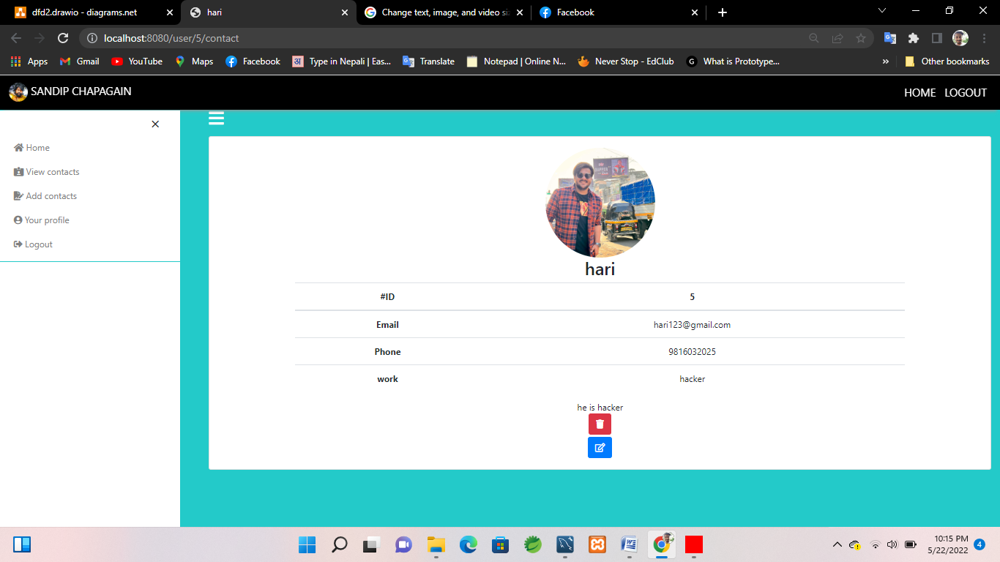 dfd2.drawio - diagrams.net
hari
Change text, image, and video si
Facebook
localhost:8080/user/5/contact
Apps
Gmail
YouTube
Maps
Facebook
अ
Type in Nepali | Eas...
Translate
Notepad | Online N...
Never Stop - EdClub
G
What is Prototype...
»
Other bookmarks
SANDIP CHAPAGAIN
HOME LOGOUT
Home
View contacts
Add contacts
Your profile
Logout
hari
#ID 5
Email hari123@gmail.com
Phone 9816032025
work hacker
he is hacker
10:15 PM
5/22/2022
4